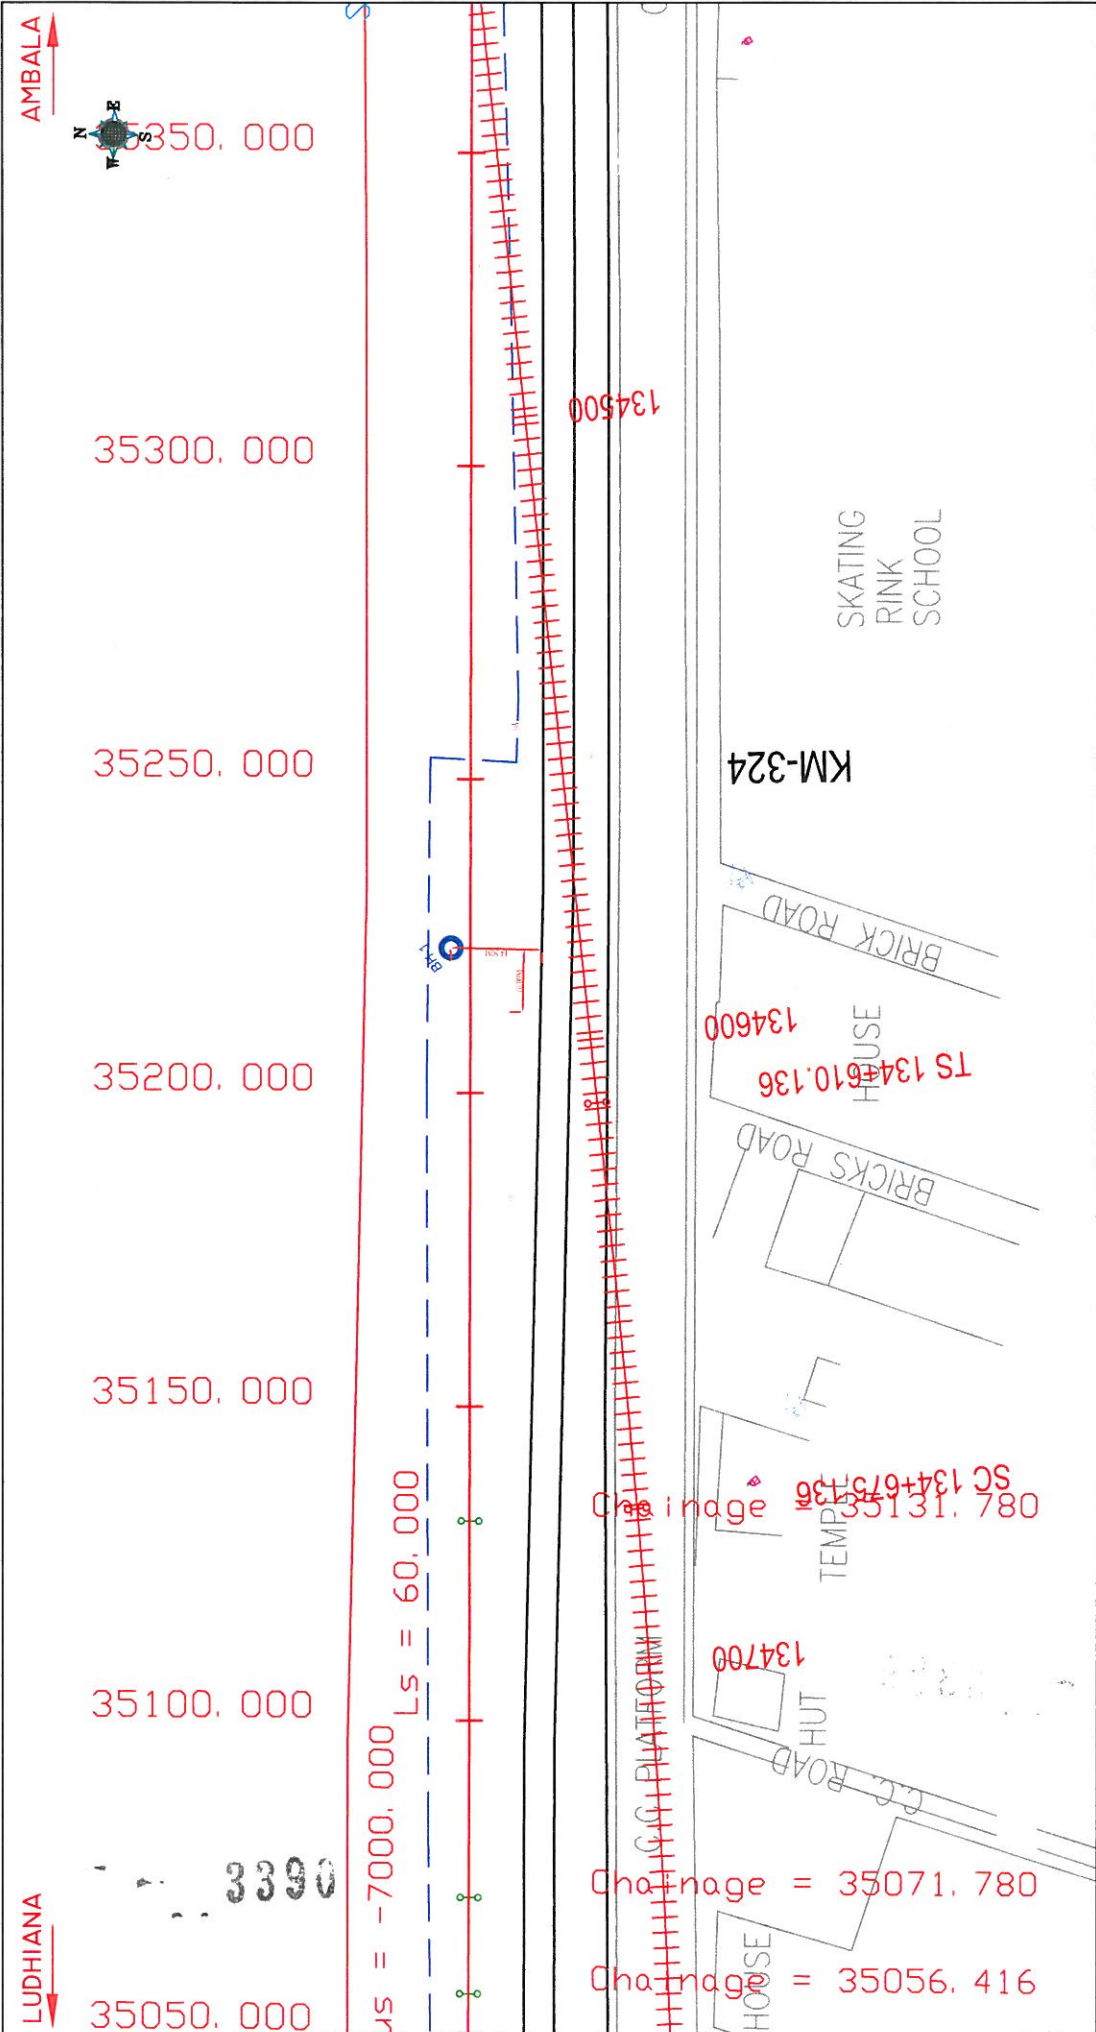 AMBALA
N
E
S
W
S
35350. 000
134500
35300. 000
SKATING
RINK
SCHOOL
35250. 000
KM-324
BRICK ROAD
BH-1
134600
HOUSE
TS 134+610.136
35200. 000
BRICKS ROAD
35150. 000
SC 134+675.136
Chainage = 35131. 780
TEMPLE
Ls = 60. 000
134700
C.C. PLATFORM
35100. 000
HUT
C.C. ROAD
us = -7000. 000
3390
Chainage = 35071. 780
LUDHIANA
HOUSE
Chainage = 35056. 416
35050. 000